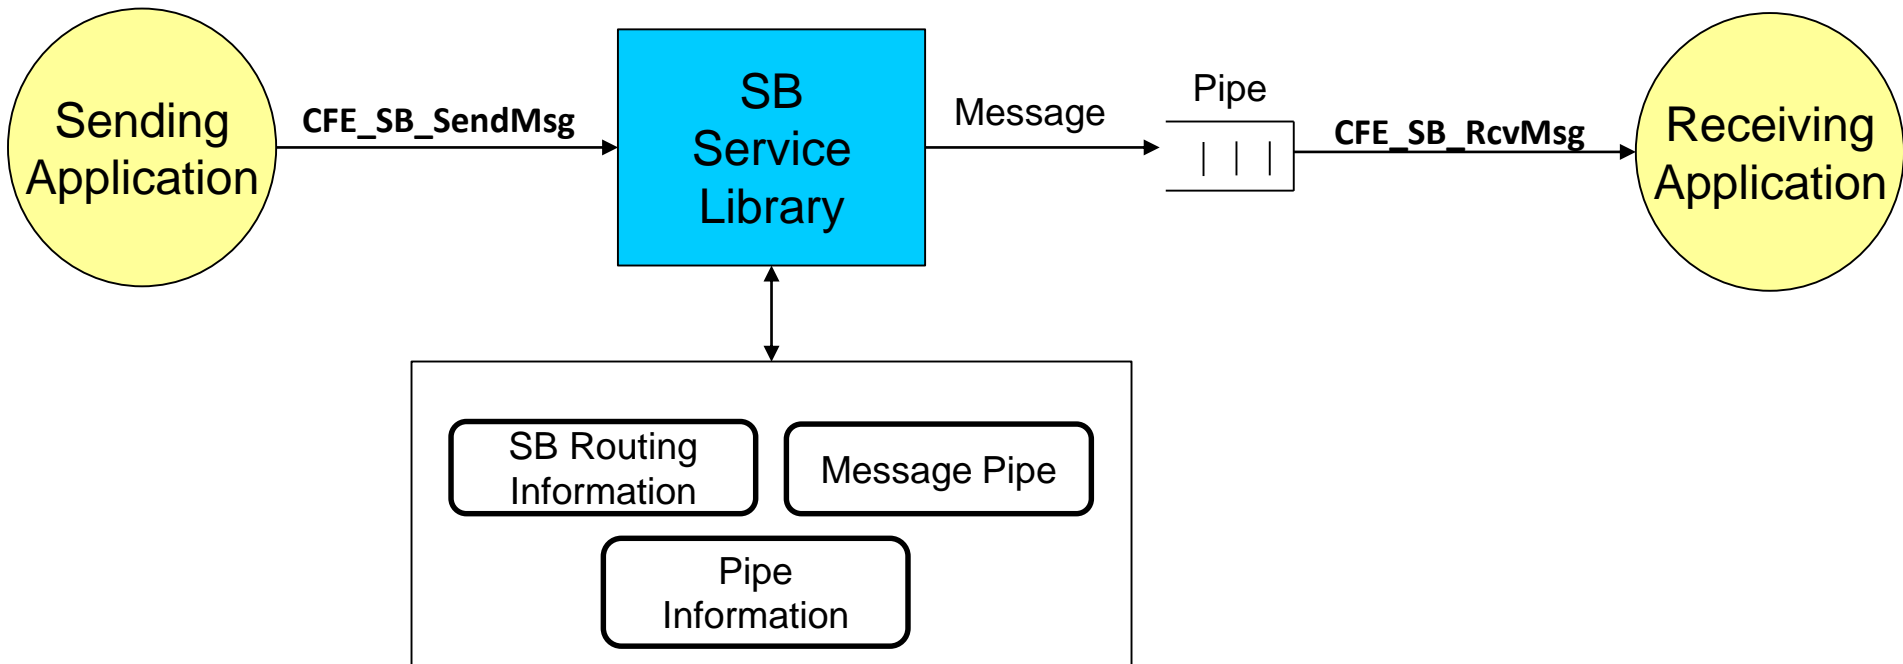 Sending
Application
CFE_SB_SendMsg
SB
Service
Library
Message
Pipe
CFE_SB_RcvMsg
Receiving
Application
SB Routing
Information
Message Pipe
Pipe
Information